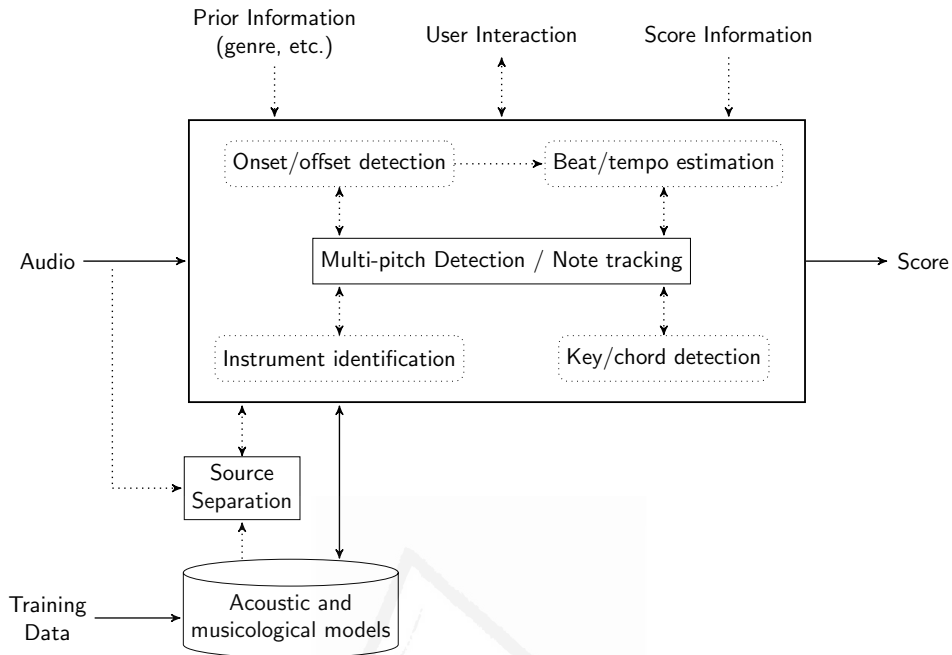 Prior Information
(genre, etc.)
User Interaction
Score Information
Onset/offset detection
Beat/tempo estimation
Audio
Multi-pitch Detection / Note tracking
Score
Instrument identification
Key/chord detection
Source
Separation
Training
Data
Acoustic and
musicological models